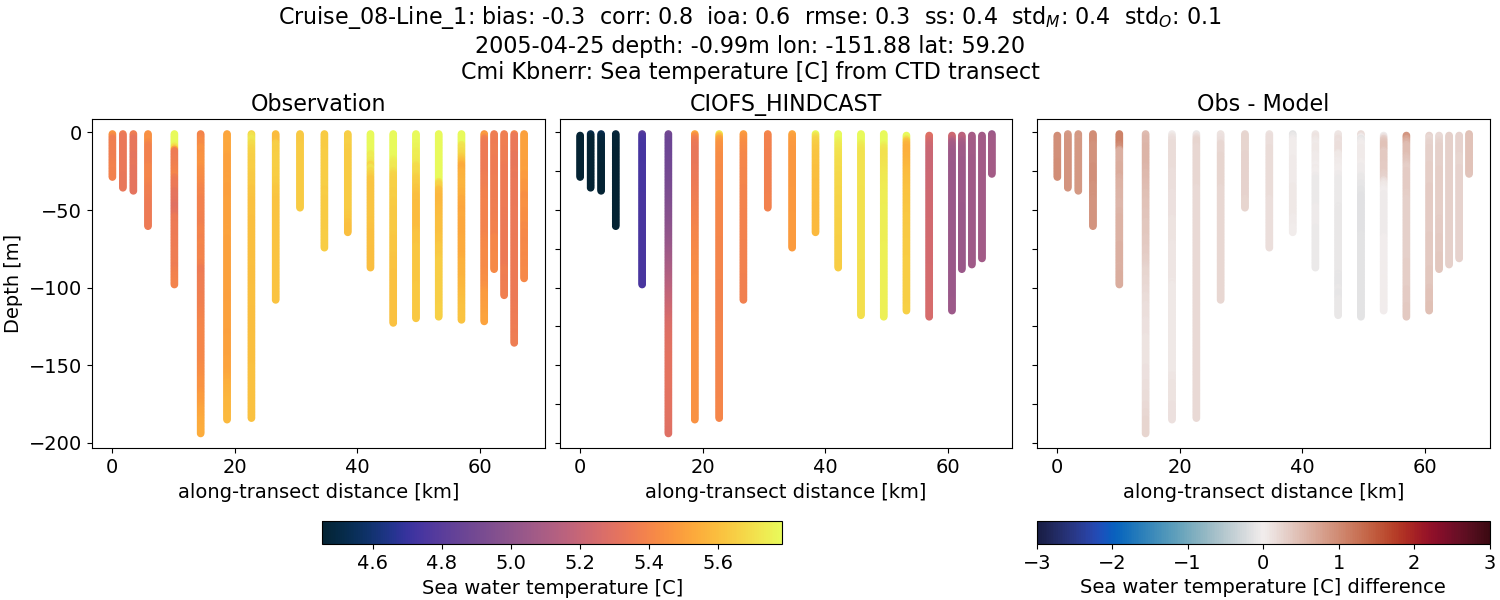 Cruise_08-Line_1: bias: -0.3 corr: 0.8 ioa: 0.6 rmse: 0.3 ss: 0.4 std_M: 0.4 std_O: 0.1
2005-04-25 depth: -0.99m lon: -151.88 lat: 59.20
Cmi Kbnerr: Sea temperature [C] from CTD transect
Observation CIOFS_HINDCAST Obs - Model
Depth [m]
0
−50
−100
−150
−200
0 20 40 60 0 20 40 60 0 20 40 60
along-transect distance [km] along-transect distance [km] along-transect distance [km]
4.6 4.8 5.0 5.2 5.4 5.6 −3 −2 −1 0 1 2 3
Sea water temperature [C] Sea water temperature [C] difference